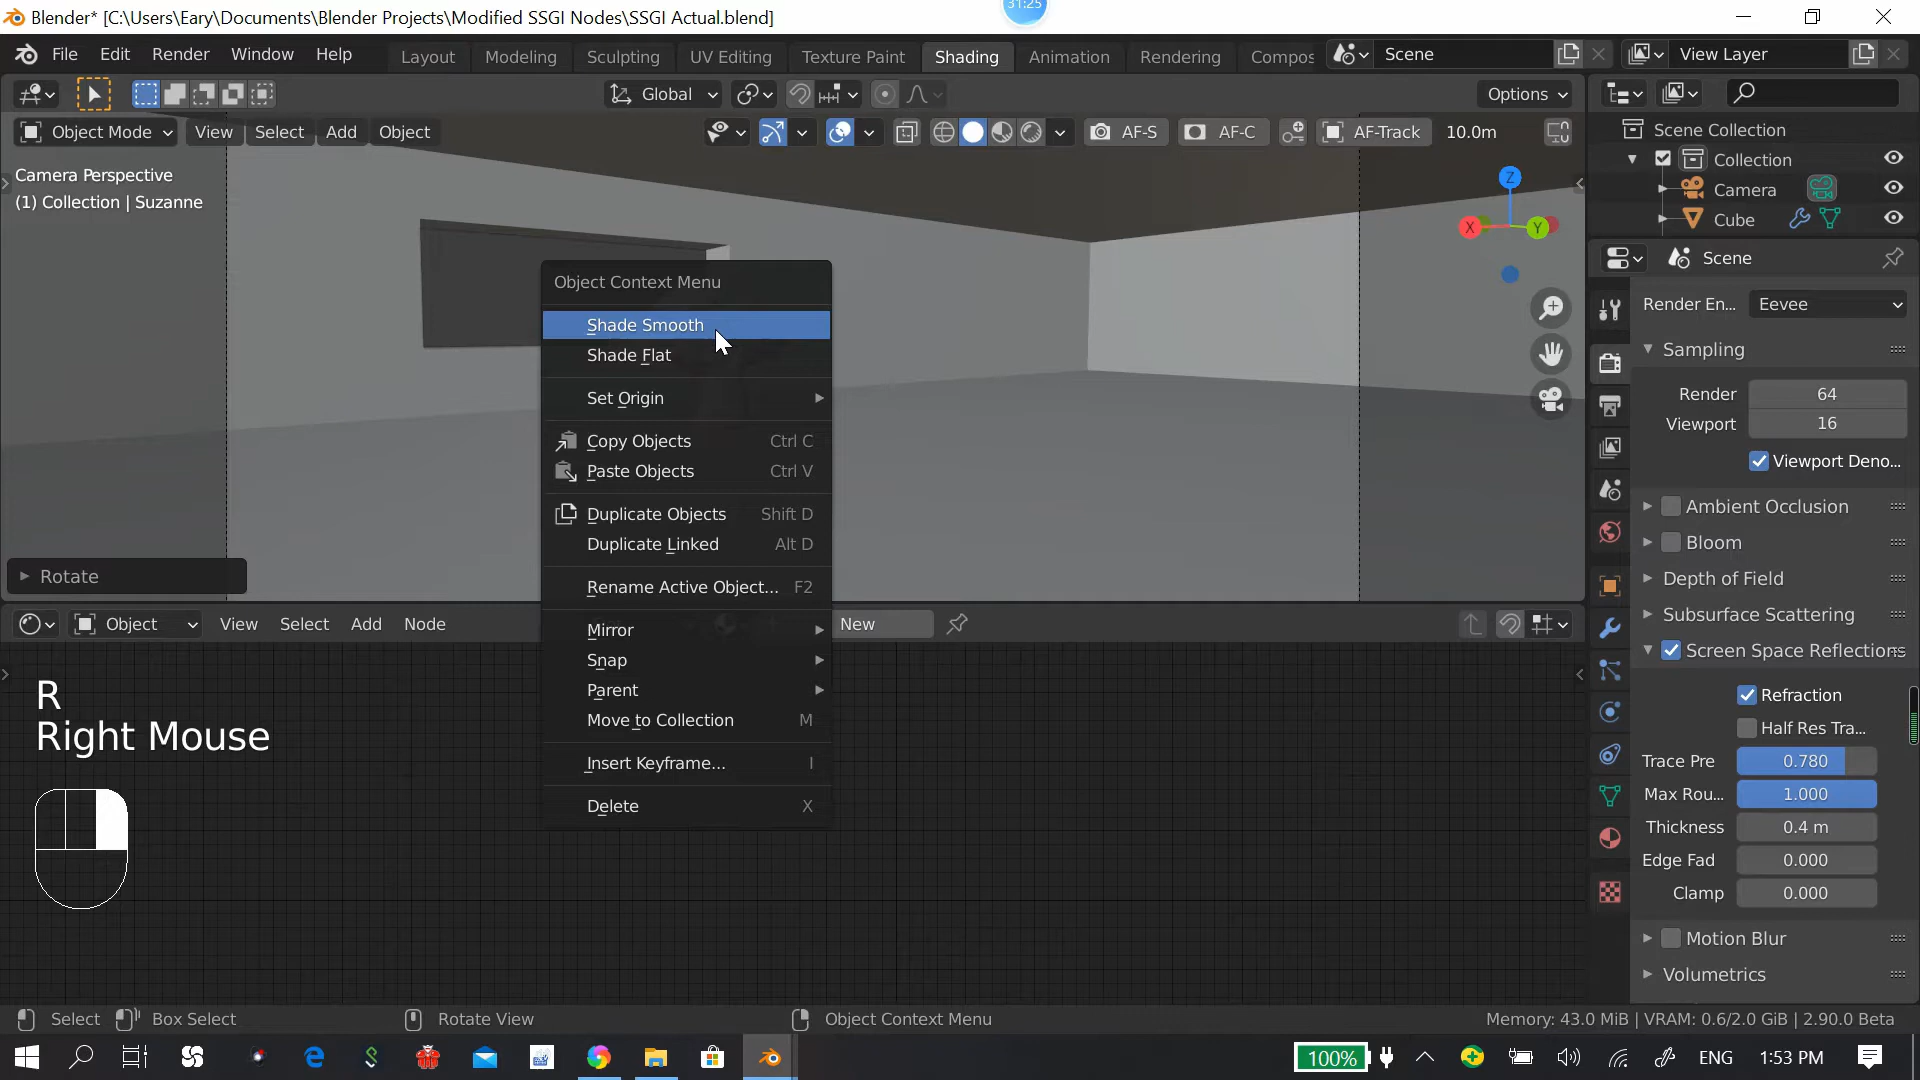 31:25
Blender* [C:\Users\Eary\Documents\Blender Projects\Modified SSGI Nodes\SSGI Actual.blend]
File Edit Render Window Help
Layout Modeling Sculpting UV Editing Texture Paint Shading Animation Rendering Compos
Scene
View Layer
Global
Options
Object Mode View Select Add Object
AF-S AF-C AF-Track 10.0m
Camera Perspective
(1) Collection | Suzanne
Z
X
Y
Object Context Menu
Shade Smooth
Shade Flat
Set Origin
Copy Objects Ctrl C
Paste Objects Ctrl V
Duplicate Objects Shift D
Duplicate Linked Alt D
Rename Active Object... F2
Mirror
Snap
Parent
Move to Collection M
Insert Keyframe... I
Delete X
Rotate
Object View Select Add Node
New
R
Right Mouse
Scene Collection
Collection
Camera
Cube
Scene
Render En... Eevee
Sampling
Render 64
Viewport 16
Viewport Deno...
Ambient Occlusion
Bloom
Depth of Field
Subsurface Scattering
Screen Space Reflections
Refraction
Half Res Tra...
Trace Pre 0.780
Max Rou... 1.000
Thickness 0.4 m
Edge Fad 0.000
Clamp 0.000
Motion Blur
Volumetrics
Select Box Select Rotate View Object Context Menu
Memory: 43.0 MiB | VRAM: 0.6/2.0 GiB | 2.90.0 Beta
100% ENG 1:53 PM